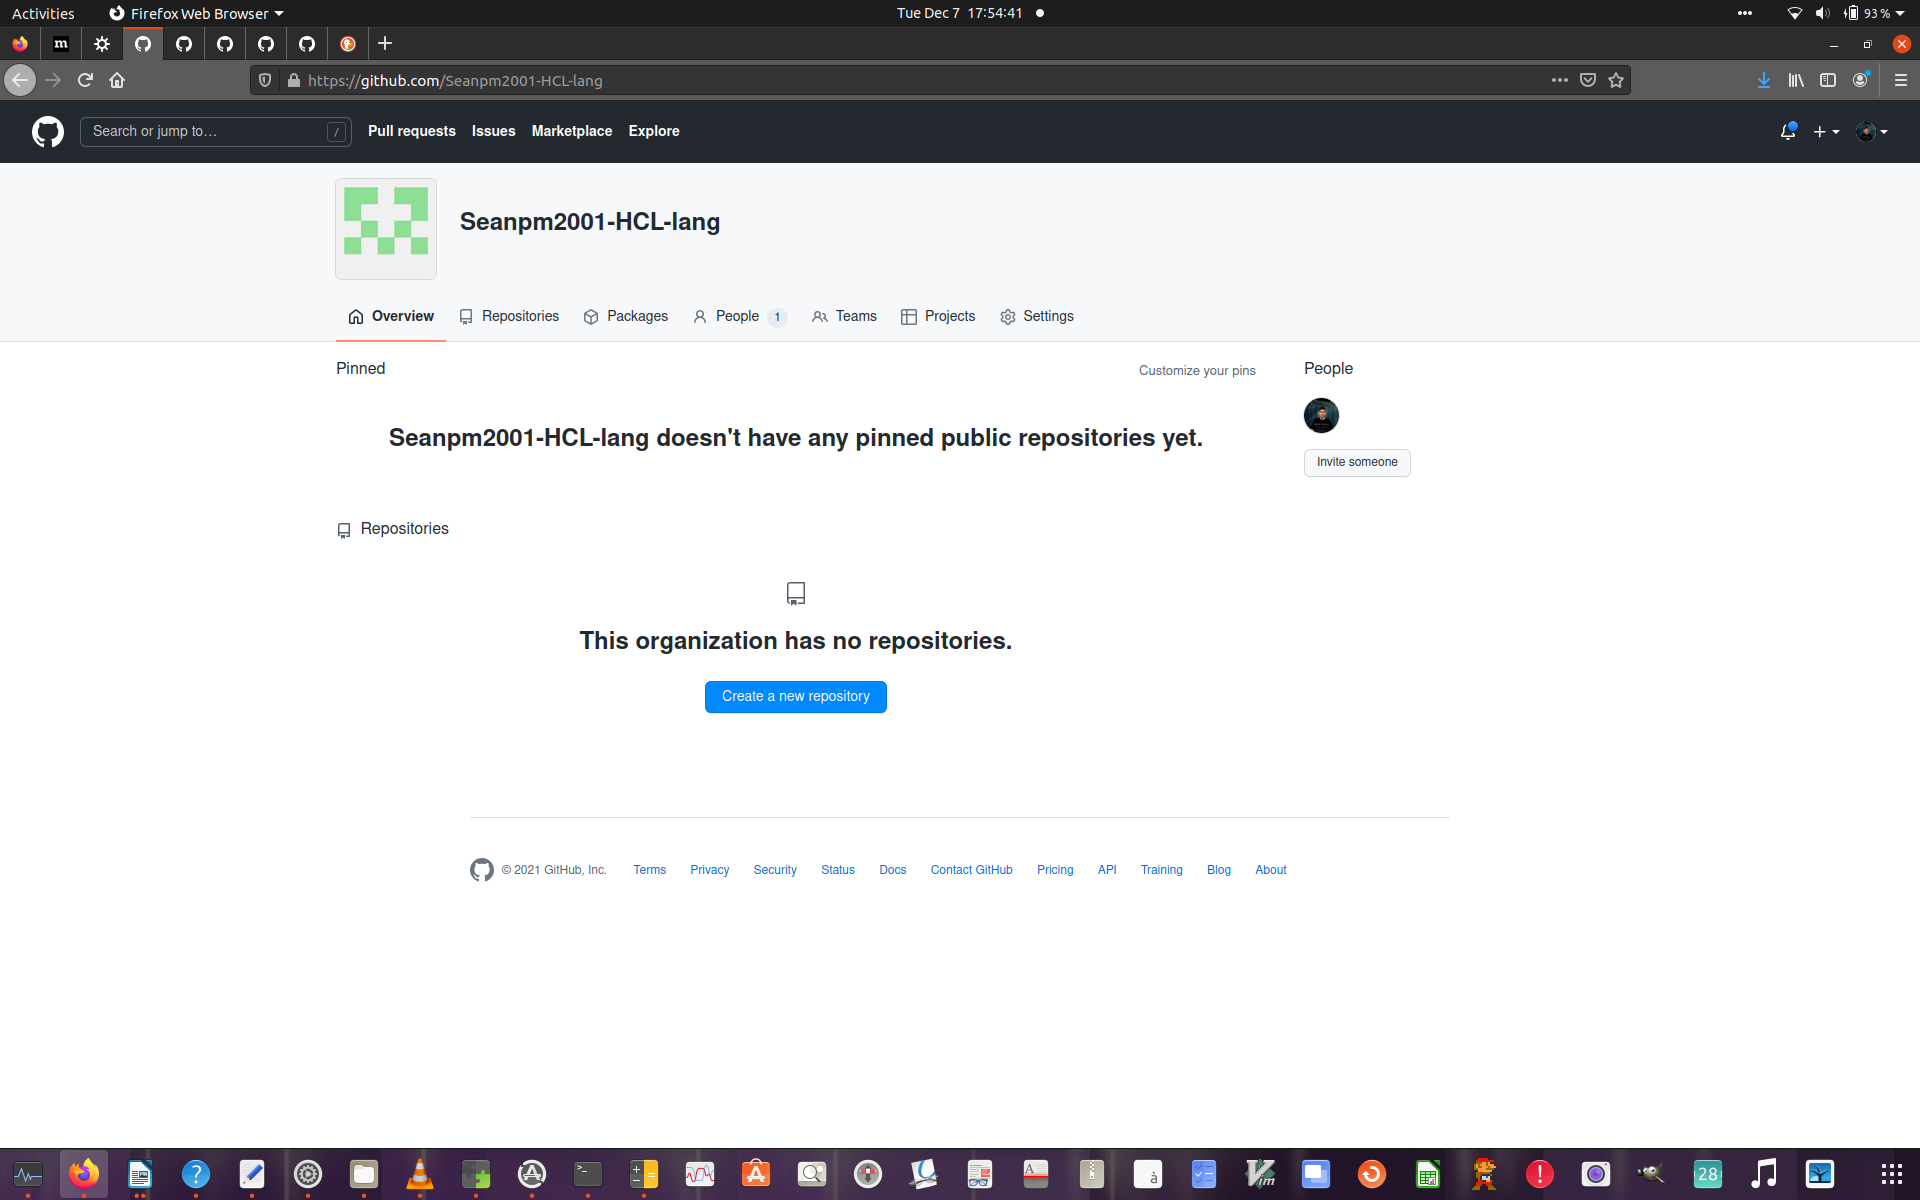 Activities Firefox Web Browser Tue Dec 7 17:54:41 93 %
m
https://github.com/Seanpm2001-HCL-lang
Search or jump to… / Pull requests Issues Marketplace Explore
Seanpm2001-HCL-lang
Overview Repositories Packages People 1 Teams Projects Settings
Pinned Customize your pins People
Seanpm2001-HCL-lang doesn't have any pinned public repositories yet.
Invite someone
Repositories
This organization has no repositories.
Create a new repository
© 2021 GitHub, Inc. Terms Privacy Security Status Docs Contact GitHub Pricing API Training Blog About
28